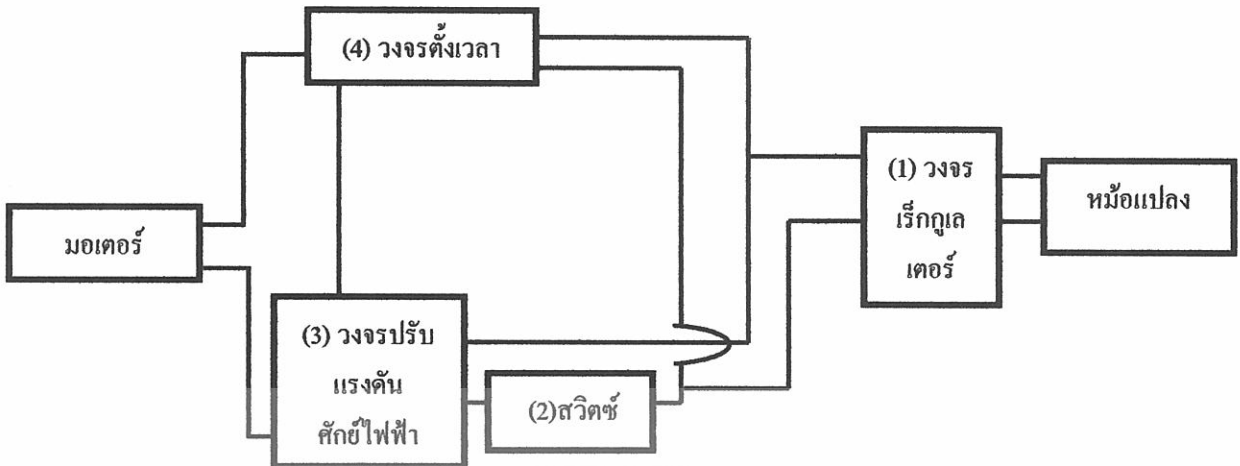 (4) วงจรตั้งเวลา
(1) วงจร
เร็กกูเล
เตอร์
หม้อแปลง
มอเตอร์
(3) วงจรปรับ
แรงดัน
ศักย์ไฟฟ้า
(2)สวิตซ์